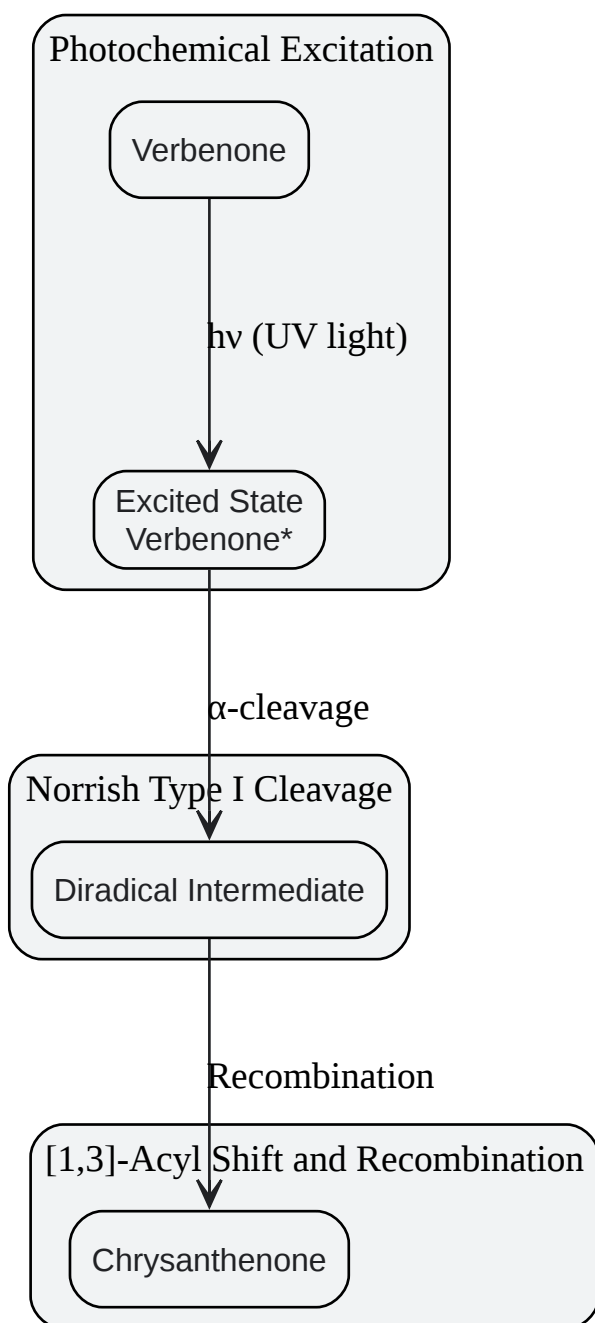 Photochemical Excitation
Verbenone
hν (UV light)
Excited State
Verbenone*
α-cleavage
Norrish Type I Cleavage
Diradical Intermediate
Recombination
[1,3]-Acyl Shift and Recombination
Chrysanthenone